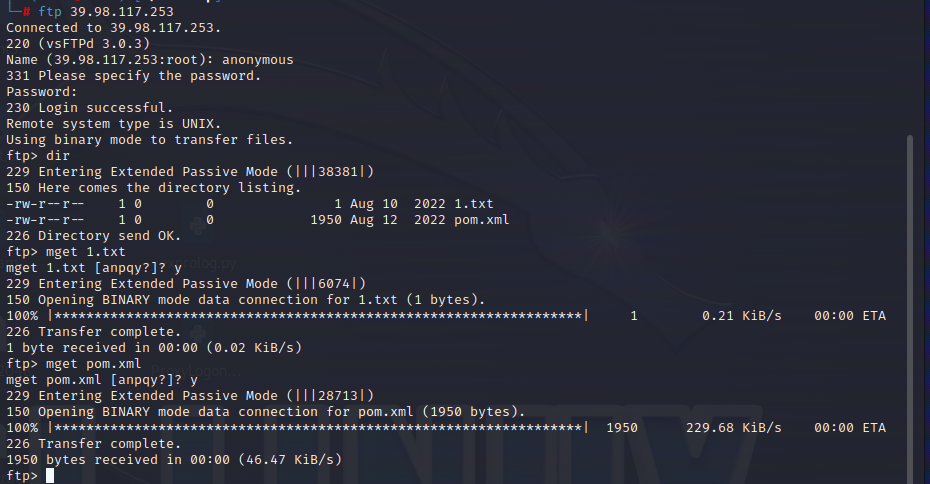 └─# ftp 39.98.117.253
Connected to 39.98.117.253.
220 (vsFTPd 3.0.3)
Name (39.98.117.253:root): anonymous
331 Please specify the password.
Password:
230 Login successful.
Remote system type is UNIX.
Using binary mode to transfer files.
ftp> dir
229 Entering Extended Passive Mode (|||38381|)
150 Here comes the directory listing.
-rw-r--r--    1 0        0               1 Aug 10  2022 1.txt
-rw-r--r--    1 0        0            1950 Aug 12  2022 pom.xml
226 Directory send OK.
ftp> mget 1.txt
mget 1.txt [anpqy?]? y
229 Entering Extended Passive Mode (|||6074|)
150 Opening BINARY mode data connection for 1.txt (1 bytes).
100% |******************************************************************|     1        0.21 KiB/s    00:00 ETA
226 Transfer complete.
1 byte received in 00:00 (0.02 KiB/s)
ftp> mget pom.xml
mget pom.xml [anpqy?]? y
229 Entering Extended Passive Mode (|||28713|)
150 Opening BINARY mode data connection for pom.xml (1950 bytes).
100% |******************************************************************|  1950      229.68 KiB/s    00:00 ETA
226 Transfer complete.
1950 bytes received in 00:00 (46.47 KiB/s)
ftp>